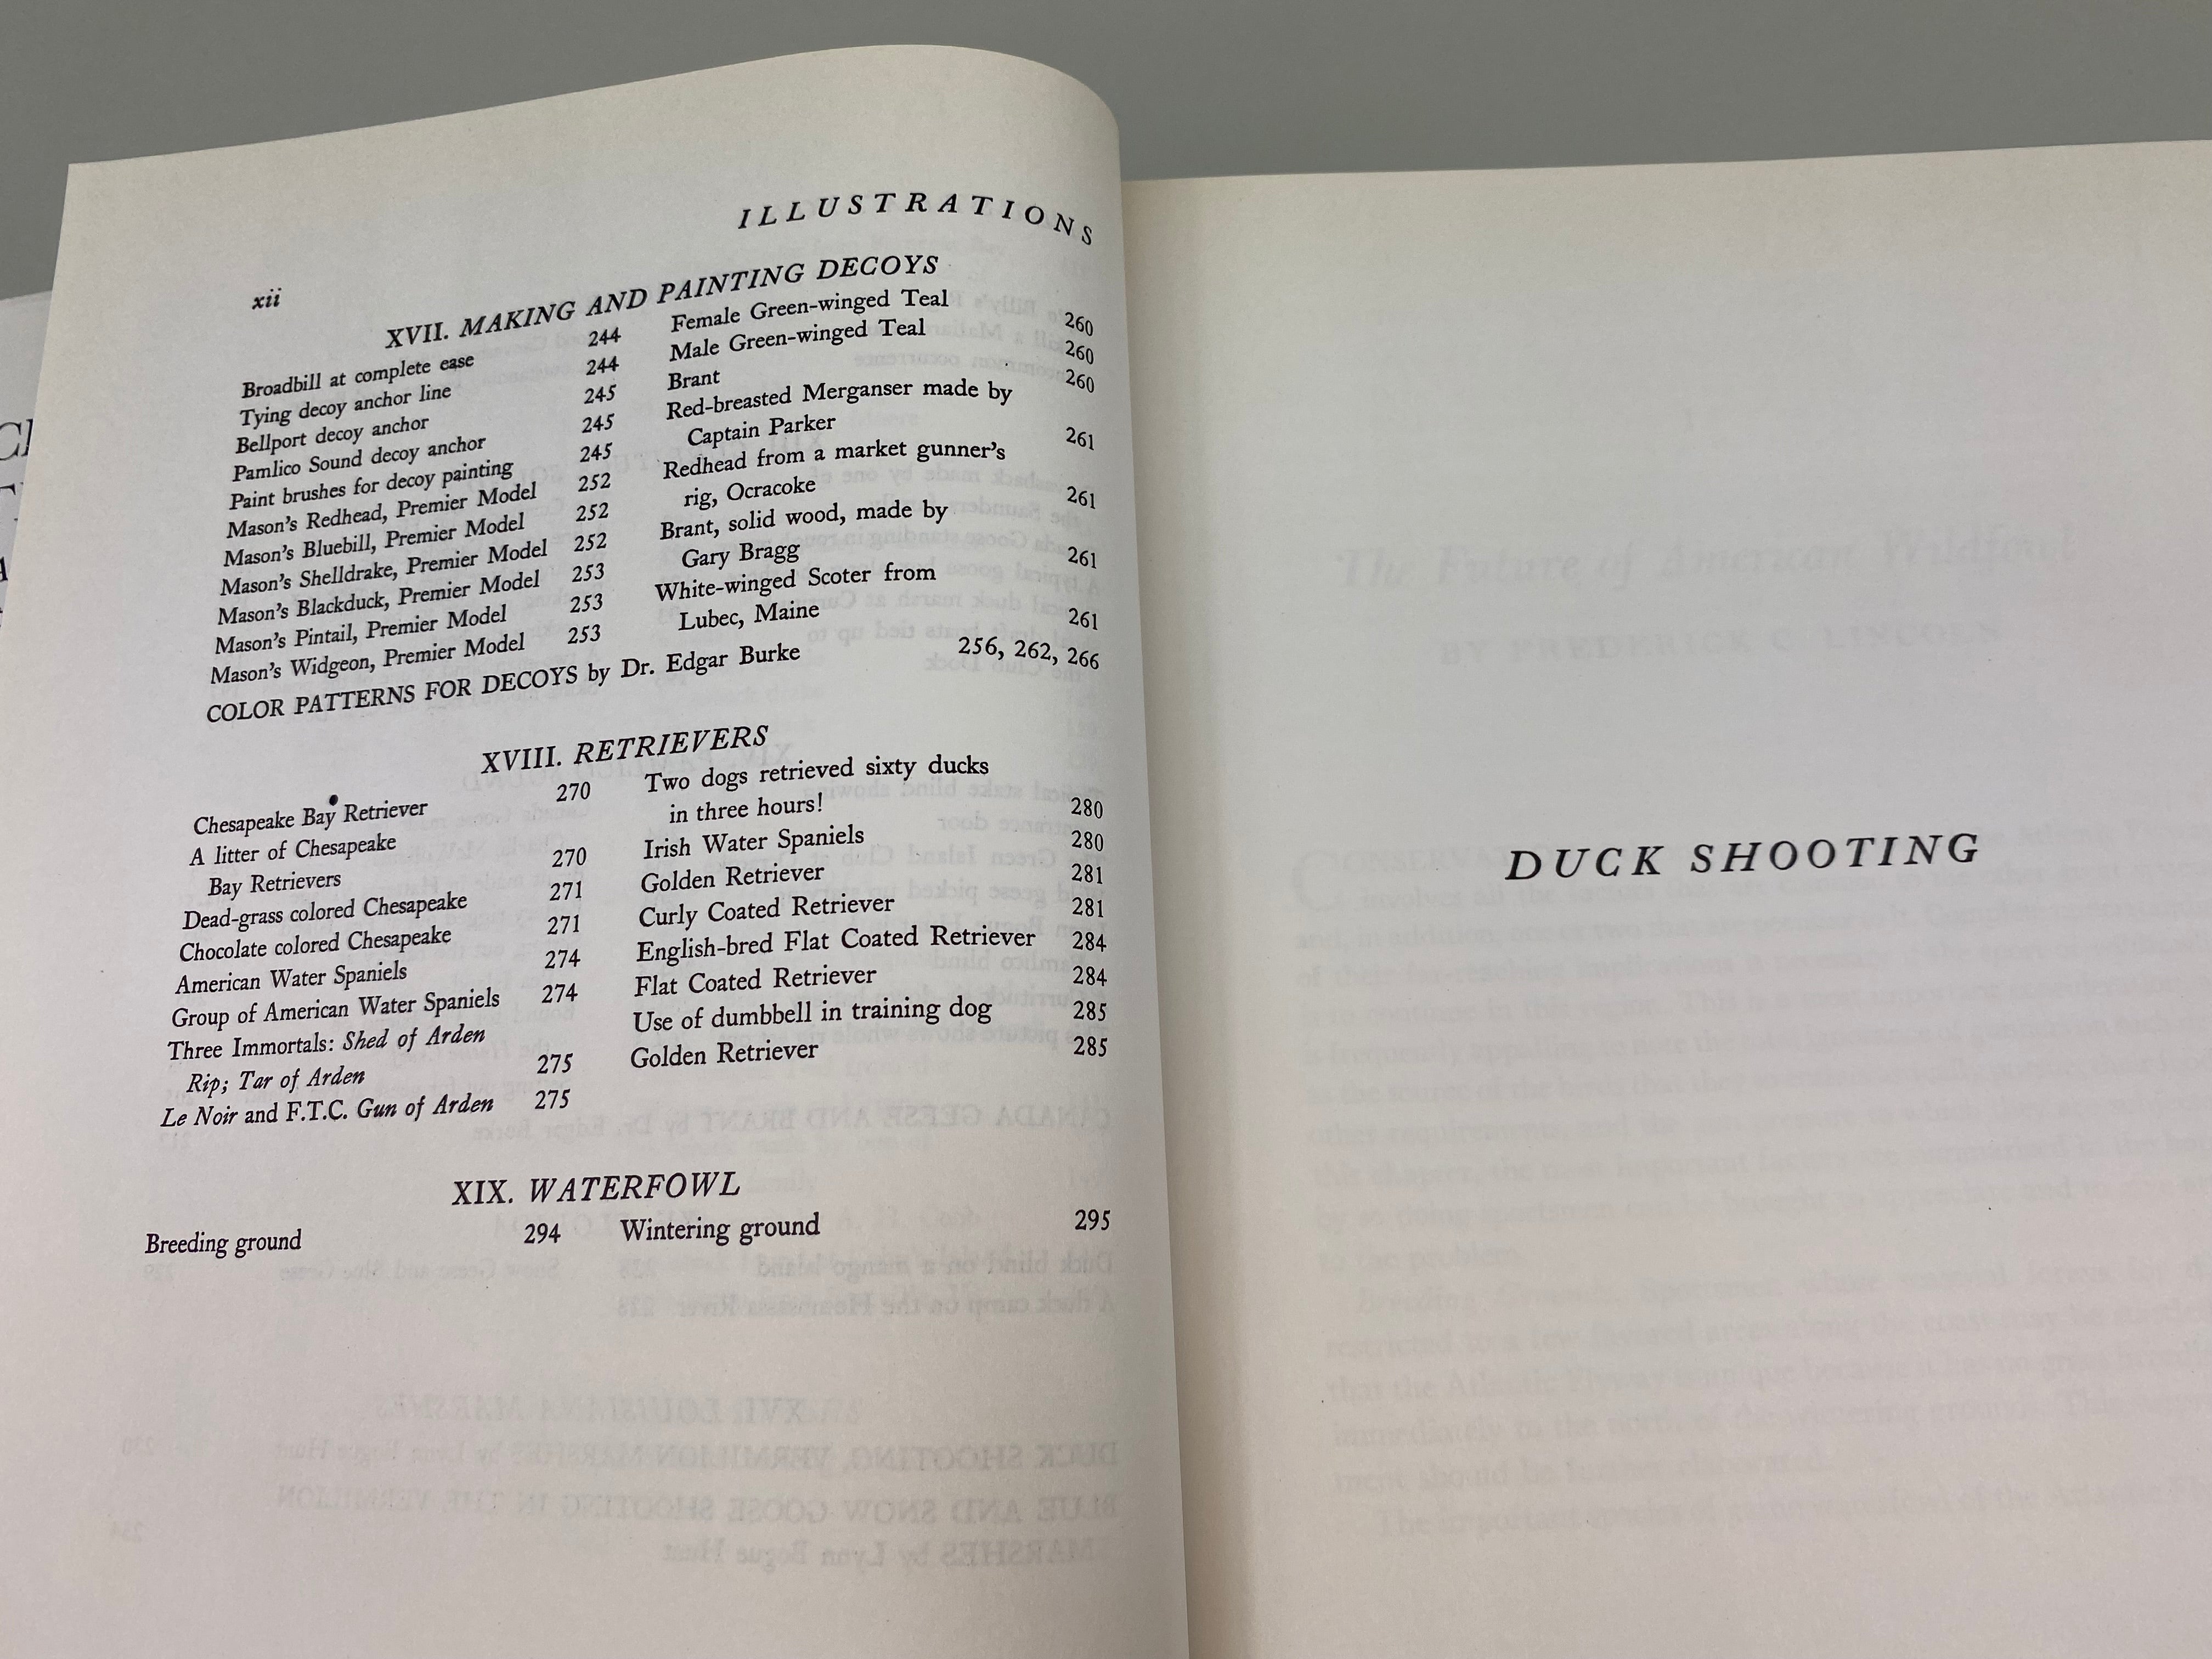 ILLUSTRATIONS
xii
XVII. MAKING AND PAINTING DECOYS
Broadbill at complete ease 244
Tying decoy anchor line 244
Bellport decoy anchor 245
Pamlico Sound decoy anchor 245
Paint brushes for decoy painting 245
Mason's Redhead, Premier Model 252
Mason's Bluebill, Premier Model 252
Mason's Shelldrake, Premier Model 252
Mason's Blackduck, Premier Model 253
Mason's Pintail, Premier Model 253
Mason's Widgeon, Premier Model 253
Female Green-winged Teal 260
Male Green-winged Teal 260
Brant 260
Red-breasted Merganser made by
Captain Parker 261
Redhead from a market gunner's
rig, Ocracoke 261
Brant, solid wood, made by
Gary Bragg 261
White-winged Scoter from
Lubec, Maine 261
COLOR PATTERNS FOR DECOYS by Dr. Edgar Burke 256, 262, 266
XVIII. RETRIEVERS
Chesapeake Bay Retriever 270
A litter of Chesapeake
Bay Retrievers 270
Dead-grass colored Chesapeake 271
Chocolate colored Chesapeake 271
American Water Spaniels 274
Group of American Water Spaniels 274
Three Immortals: Shed of Arden
Rip; Tar of Arden 275
Le Noir and F.T.C. Gun of Arden 275
Two dogs retrieved sixty ducks
in three hours! 280
Irish Water Spaniels 280
Golden Retriever 281
Curly Coated Retriever 281
English-bred Flat Coated Retriever 284
Flat Coated Retriever 284
Use of dumbbell in training dog 285
Golden Retriever 285
XIX. WATERFOWL
Breeding ground 294
Wintering ground 295
DUCK SHOOTING